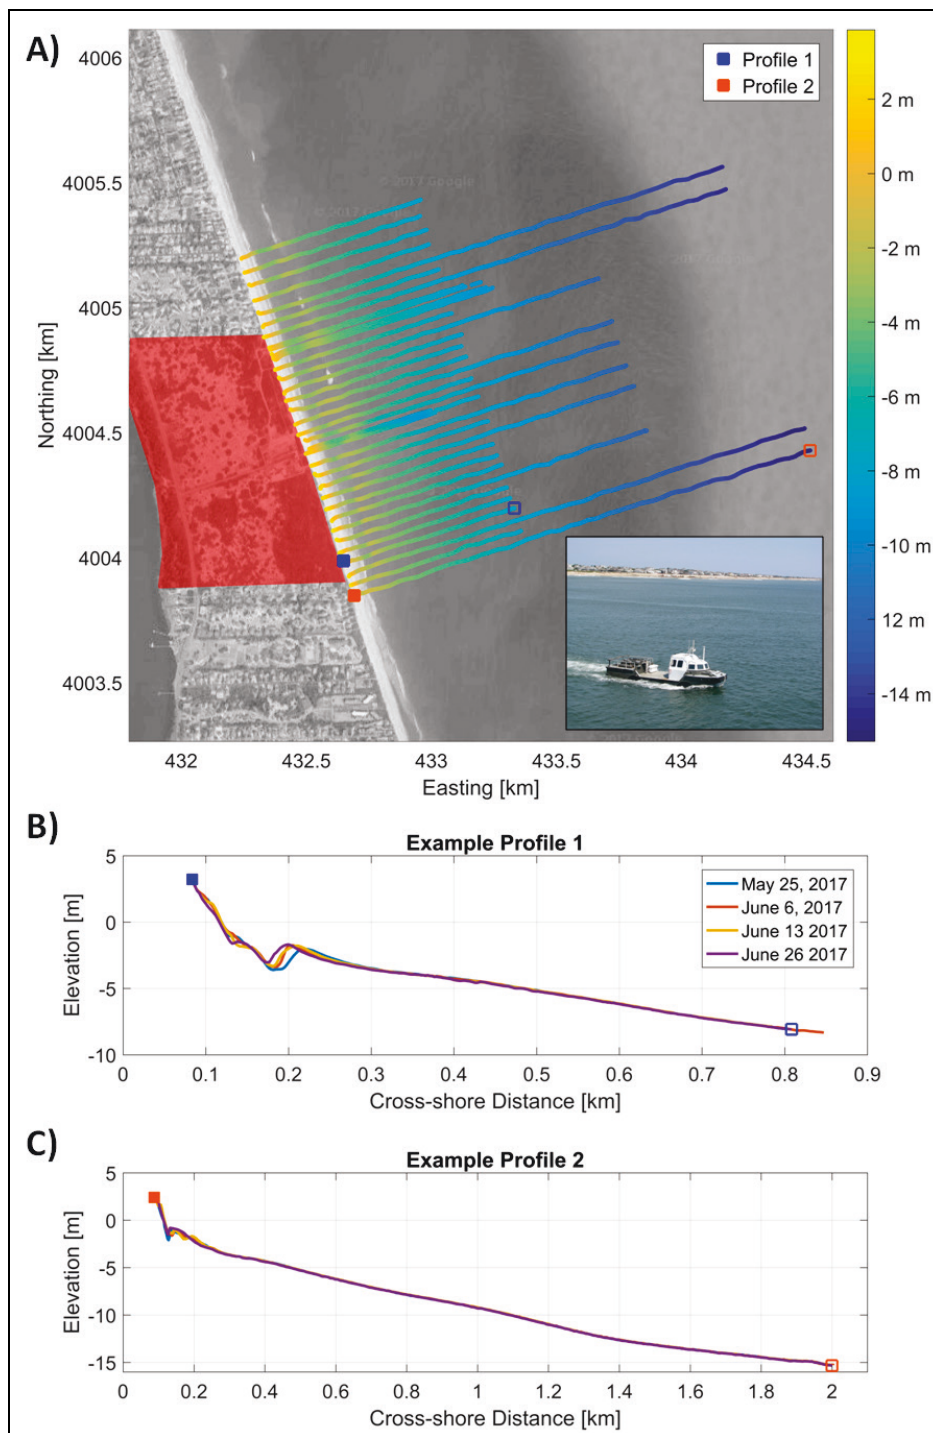 A)
Profile 1
Profile 2
4006
4005.5
4005
4004.5
4004
4003.5
Northing [km]
432
432.5
433
433.5
434
434.5
Easting [km]
2 m
0 m
-2 m
-4 m
-6 m
-8 m
-10 m
12 m
-14 m
© 2017 Google
B)
Example Profile 1
May 25, 2017
June 6, 2017
June 13 2017
June 26 2017
5
0
-5
-10
Elevation [m]
0
0.1
0.2
0.3
0.4
0.5
0.6
0.7
0.8
0.9
Cross-shore Distance [km]
C)
Example Profile 2
5
0
-5
-10
-15
Elevation [m]
0
0.2
0.4
0.6
0.8
1
1.2
1.4
1.6
1.8
2
Cross-shore Distance [km]